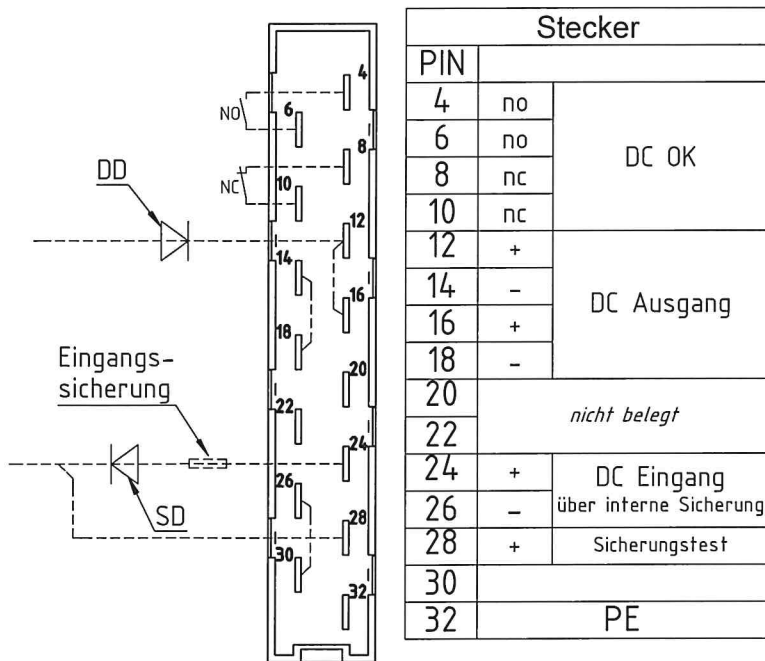 4
NO
6
8
DD
NC
10
12
14
16
18
Eingangs-
sicherung
20
22
24
26
SD
28
30
32
Stecker
PIN
4 no
6 no
DC OK
8 nc
10 nc
12 +
14 –
DC Ausgang
16 +
18 –
20
nicht belegt
22
24 + DC Eingang
26 – über interne Sicherung
28 + Sicherungstest
30
32 PE